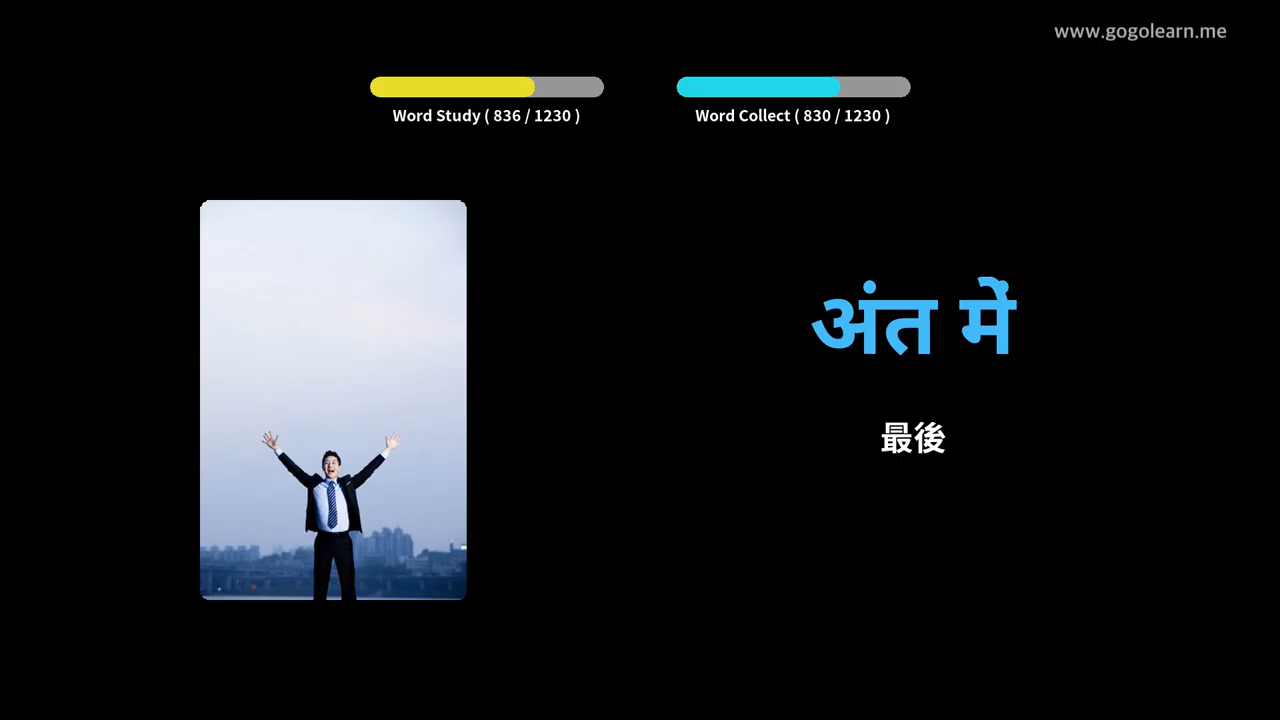 www.gogolearn.me
Word Study ( 836 / 1230 )
Word Collect ( 830 / 1230 )
अंत में
最後